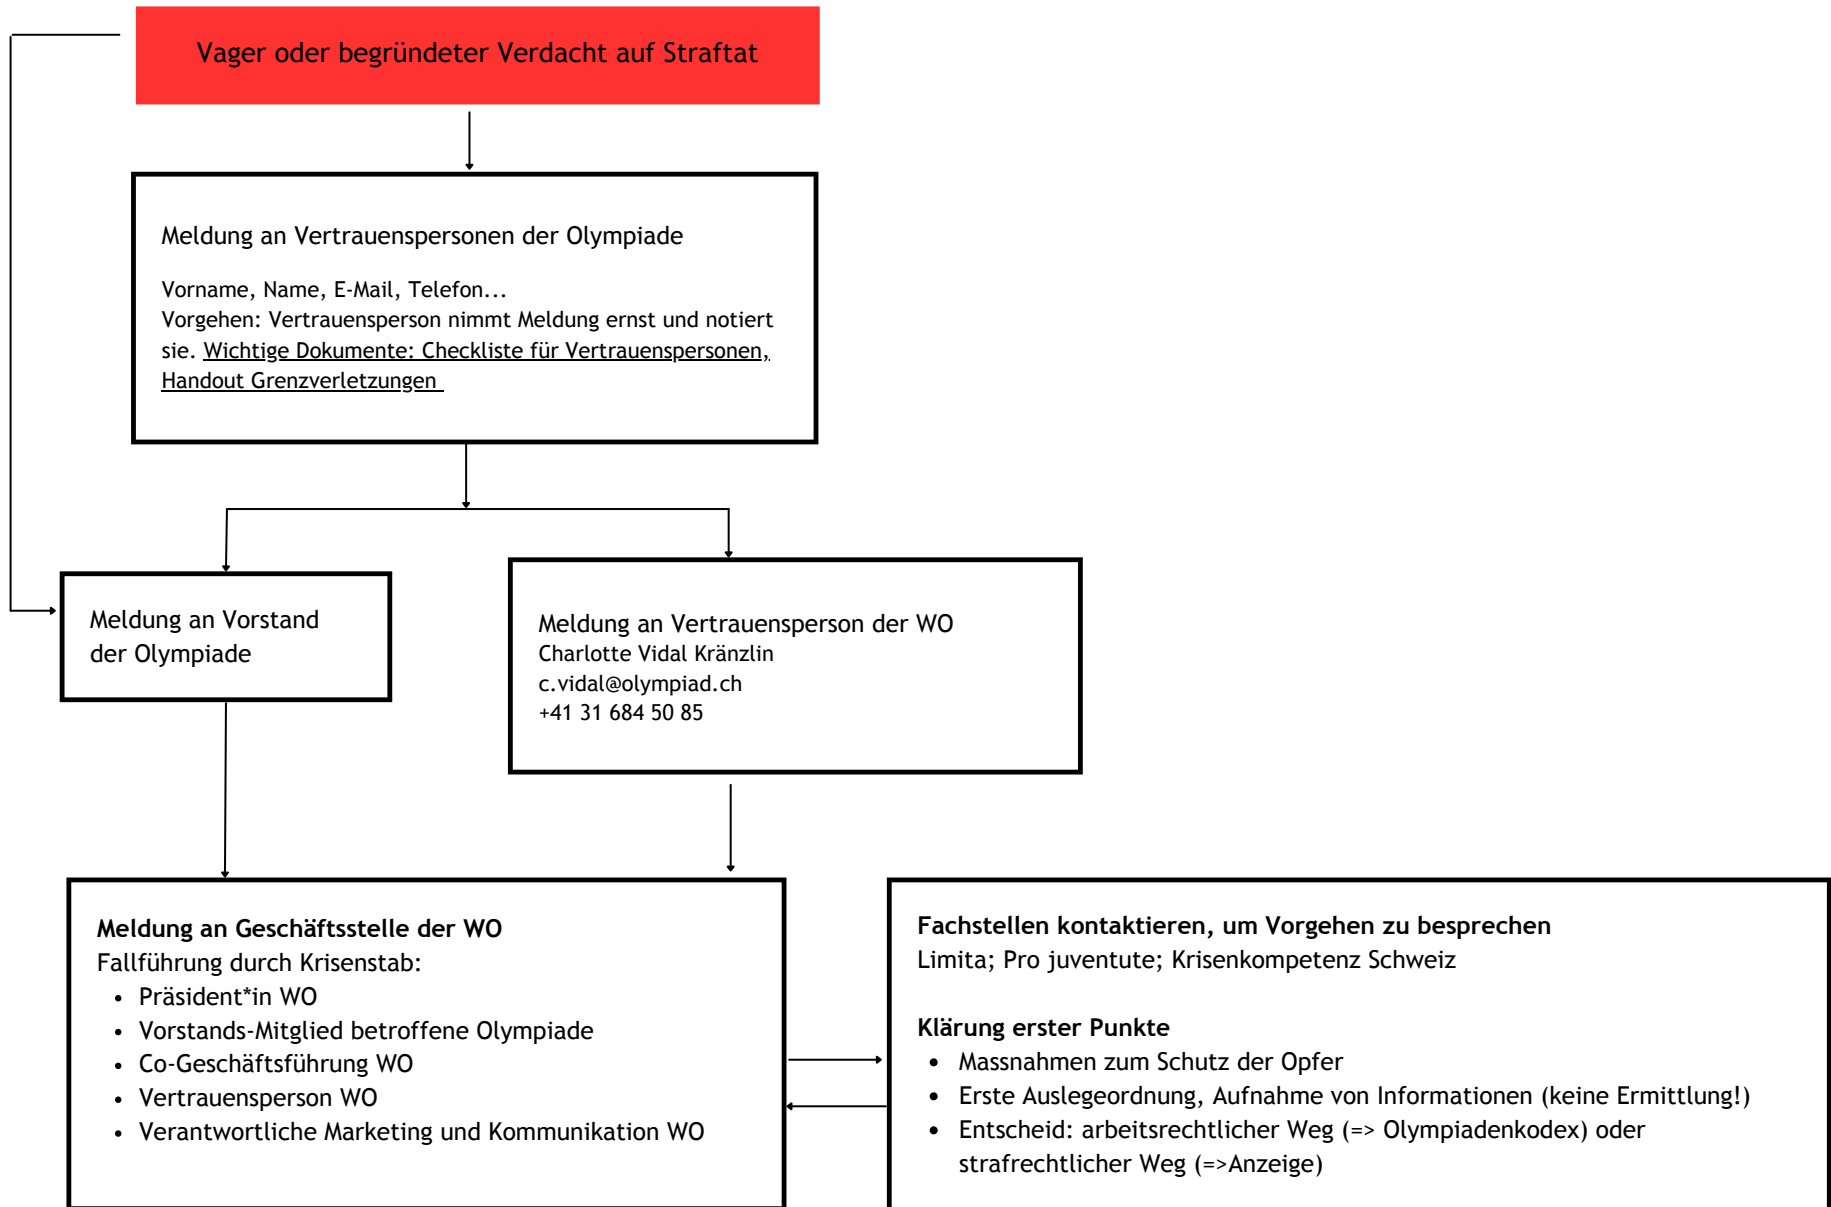 Vager oder begründeter Verdacht auf Straftat
Meldung an Vertrauenspersonen der Olympiade
Vorname, Name, E-Mail, Telefon...
Vorgehen: Vertrauensperson nimmt Meldung ernst und notiert
sie. Wichtige Dokumente: Checkliste für Vertrauenspersonen,
Handout Grenzverletzungen
Meldung an Vorstand
der Olympiade
Meldung an Vertrauensperson der WO
Charlotte Vidal Kränzlin
c.vidal@olympiad.ch
+41 31 684 50 85
Meldung an Geschäftsstelle der WO
Fallführung durch Krisenstab:
• Präsident*in WO
• Vorstands-Mitglied betroffene Olympiade
• Co-Geschäftsführung WO
• Vertrauensperson WO
• Verantwortliche Marketing und Kommunikation WO
Fachstellen kontaktieren, um Vorgehen zu besprechen
Limita; Pro juventute; Krisenkompetenz Schweiz
Klärung erster Punkte
• Massnahmen zum Schutz der Opfer
• Erste Auslegeordnung, Aufnahme von Informationen (keine Ermittlung!)
• Entscheid: arbeitsrechtlicher Weg (=> Olympiadenkodex) oder
strafrechtlicher Weg (=>Anzeige)